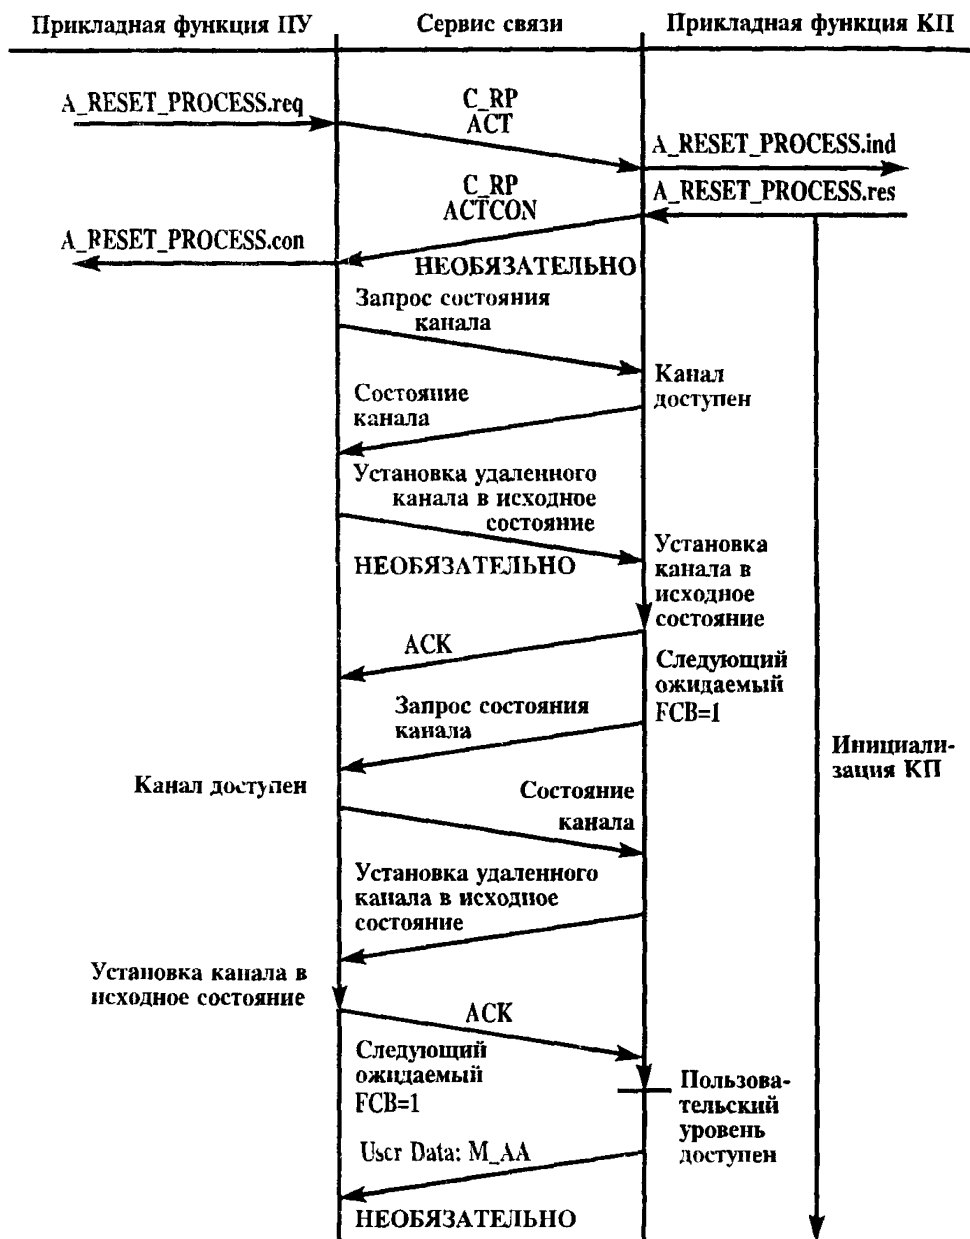 Прикладная функция ПУ
Сервис связи
Прикладная функция КП
A_RESET_PROCESS.req
C_RP
ACT
A_RESET_PROCESS.ind
C_RP
ACTCON
A_RESET_PROCESS.res
A_RESET_PROCESS.con
НЕОБЯЗАТЕЛЬНО
Запрос состояния
канала
Канал
доступен
Состояние
канала
Установка удаленного
канала в исходное
состояние
НЕОБЯЗАТЕЛЬНО
Установка
канала в
исходное
состояние
ACK
Следующий
ожидаемый
FCB=1
Запрос состояния
канала
Инициали-
зация КП
Канал доступен
Состояние
канала
Установка удаленного
канала в исходное
состояние
Установка канала в
исходное состояние
ACK
Следующий
ожидаемый
FCB=1
Пользова-
тельский
уровень
доступен
User Data: M_AA
НЕОБЯЗАТЕЛЬНО